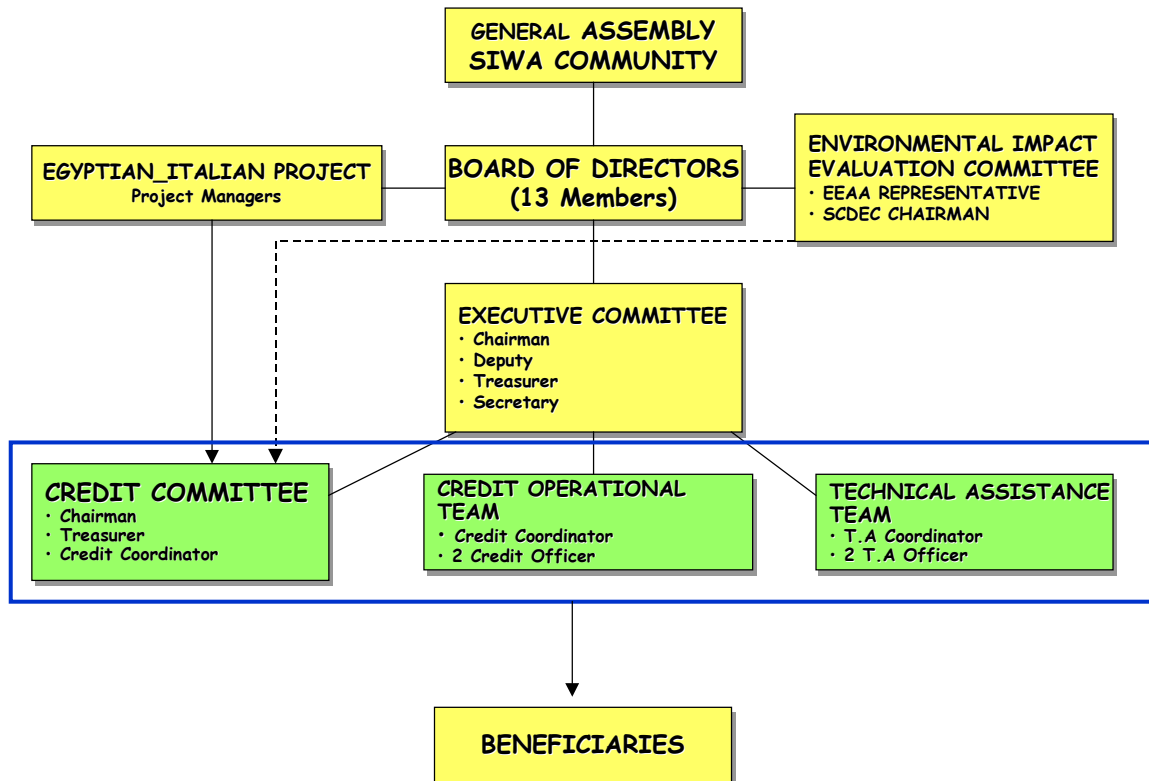 GENERAL ASSEMBLY
SIWA COMMUNITY
EGYPTIAN_ITALIAN PROJECT
Project Managers
BOARD OF DIRECTORS
(13 Members)
ENVIRONMENTAL IMPACT
EVALUATION COMMITTEE
• EEAA REPRESENTATIVE
• SCDEC CHAIRMAN
EXECUTIVE COMMITTEE
• Chairman
• Deputy
• Treasurer
• Secretary
CREDIT COMMITTEE
• Chairman
• Treasurer
• Credit Coordinator
CREDIT OPERATIONAL
TEAM
• Credit Coordinator
• 2 Credit Officer
TECHNICAL ASSISTANCE
TEAM
• T.A Coordinator
• 2 T.A Officer
BENEFICIARIES